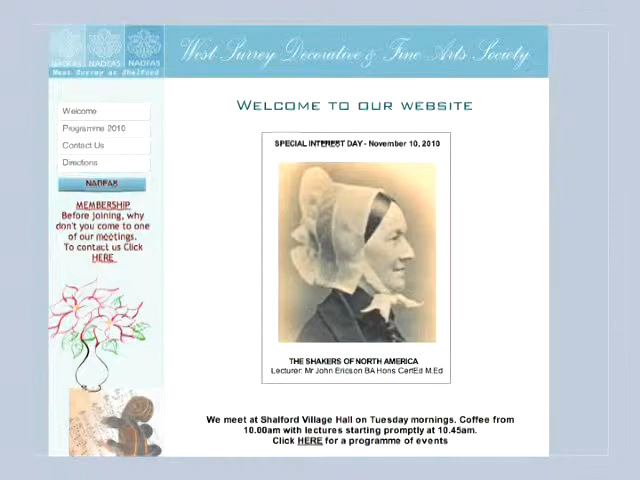 NADFAS NADFAS NADFAS
West Surrey at Shalford
West Surrey Decorative & Fine Arts Society
Welcome
Programme 2010
Contact Us
Directions
NADFAS
MEMBERSHIP
Before joining, why
don't you come to one
of our meetings.
To contact us Click
HERE
Welcome to our website
SPECIAL INTEREST DAY - November 10, 2010
THE SHAKERS OF NORTH AMERICA
Lecturer: Mr John Ericson BA Hons CertEd M.Ed
We meet at Shalford Village Hall on Tuesday mornings. Coffee from
10.00am with lectures starting promptly at 10.45am.
Click HERE for a programme of events